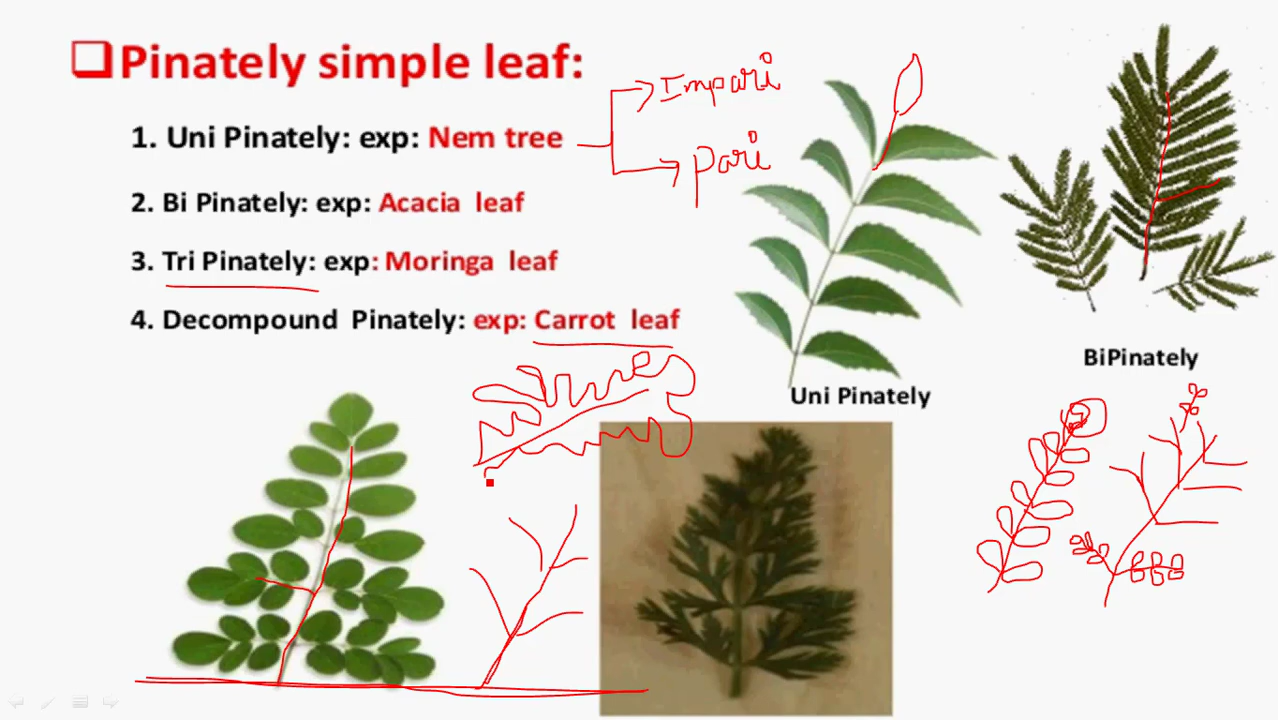 Pinately simple leaf:
1. Uni Pinately: exp: Nem tree
Impari
Pari
2. Bi Pinately: exp: Acacia leaf
3. Tri Pinately: exp: Moringa leaf
4. Decompound Pinately: exp: Carrot leaf
BiPinately
Uni Pinately